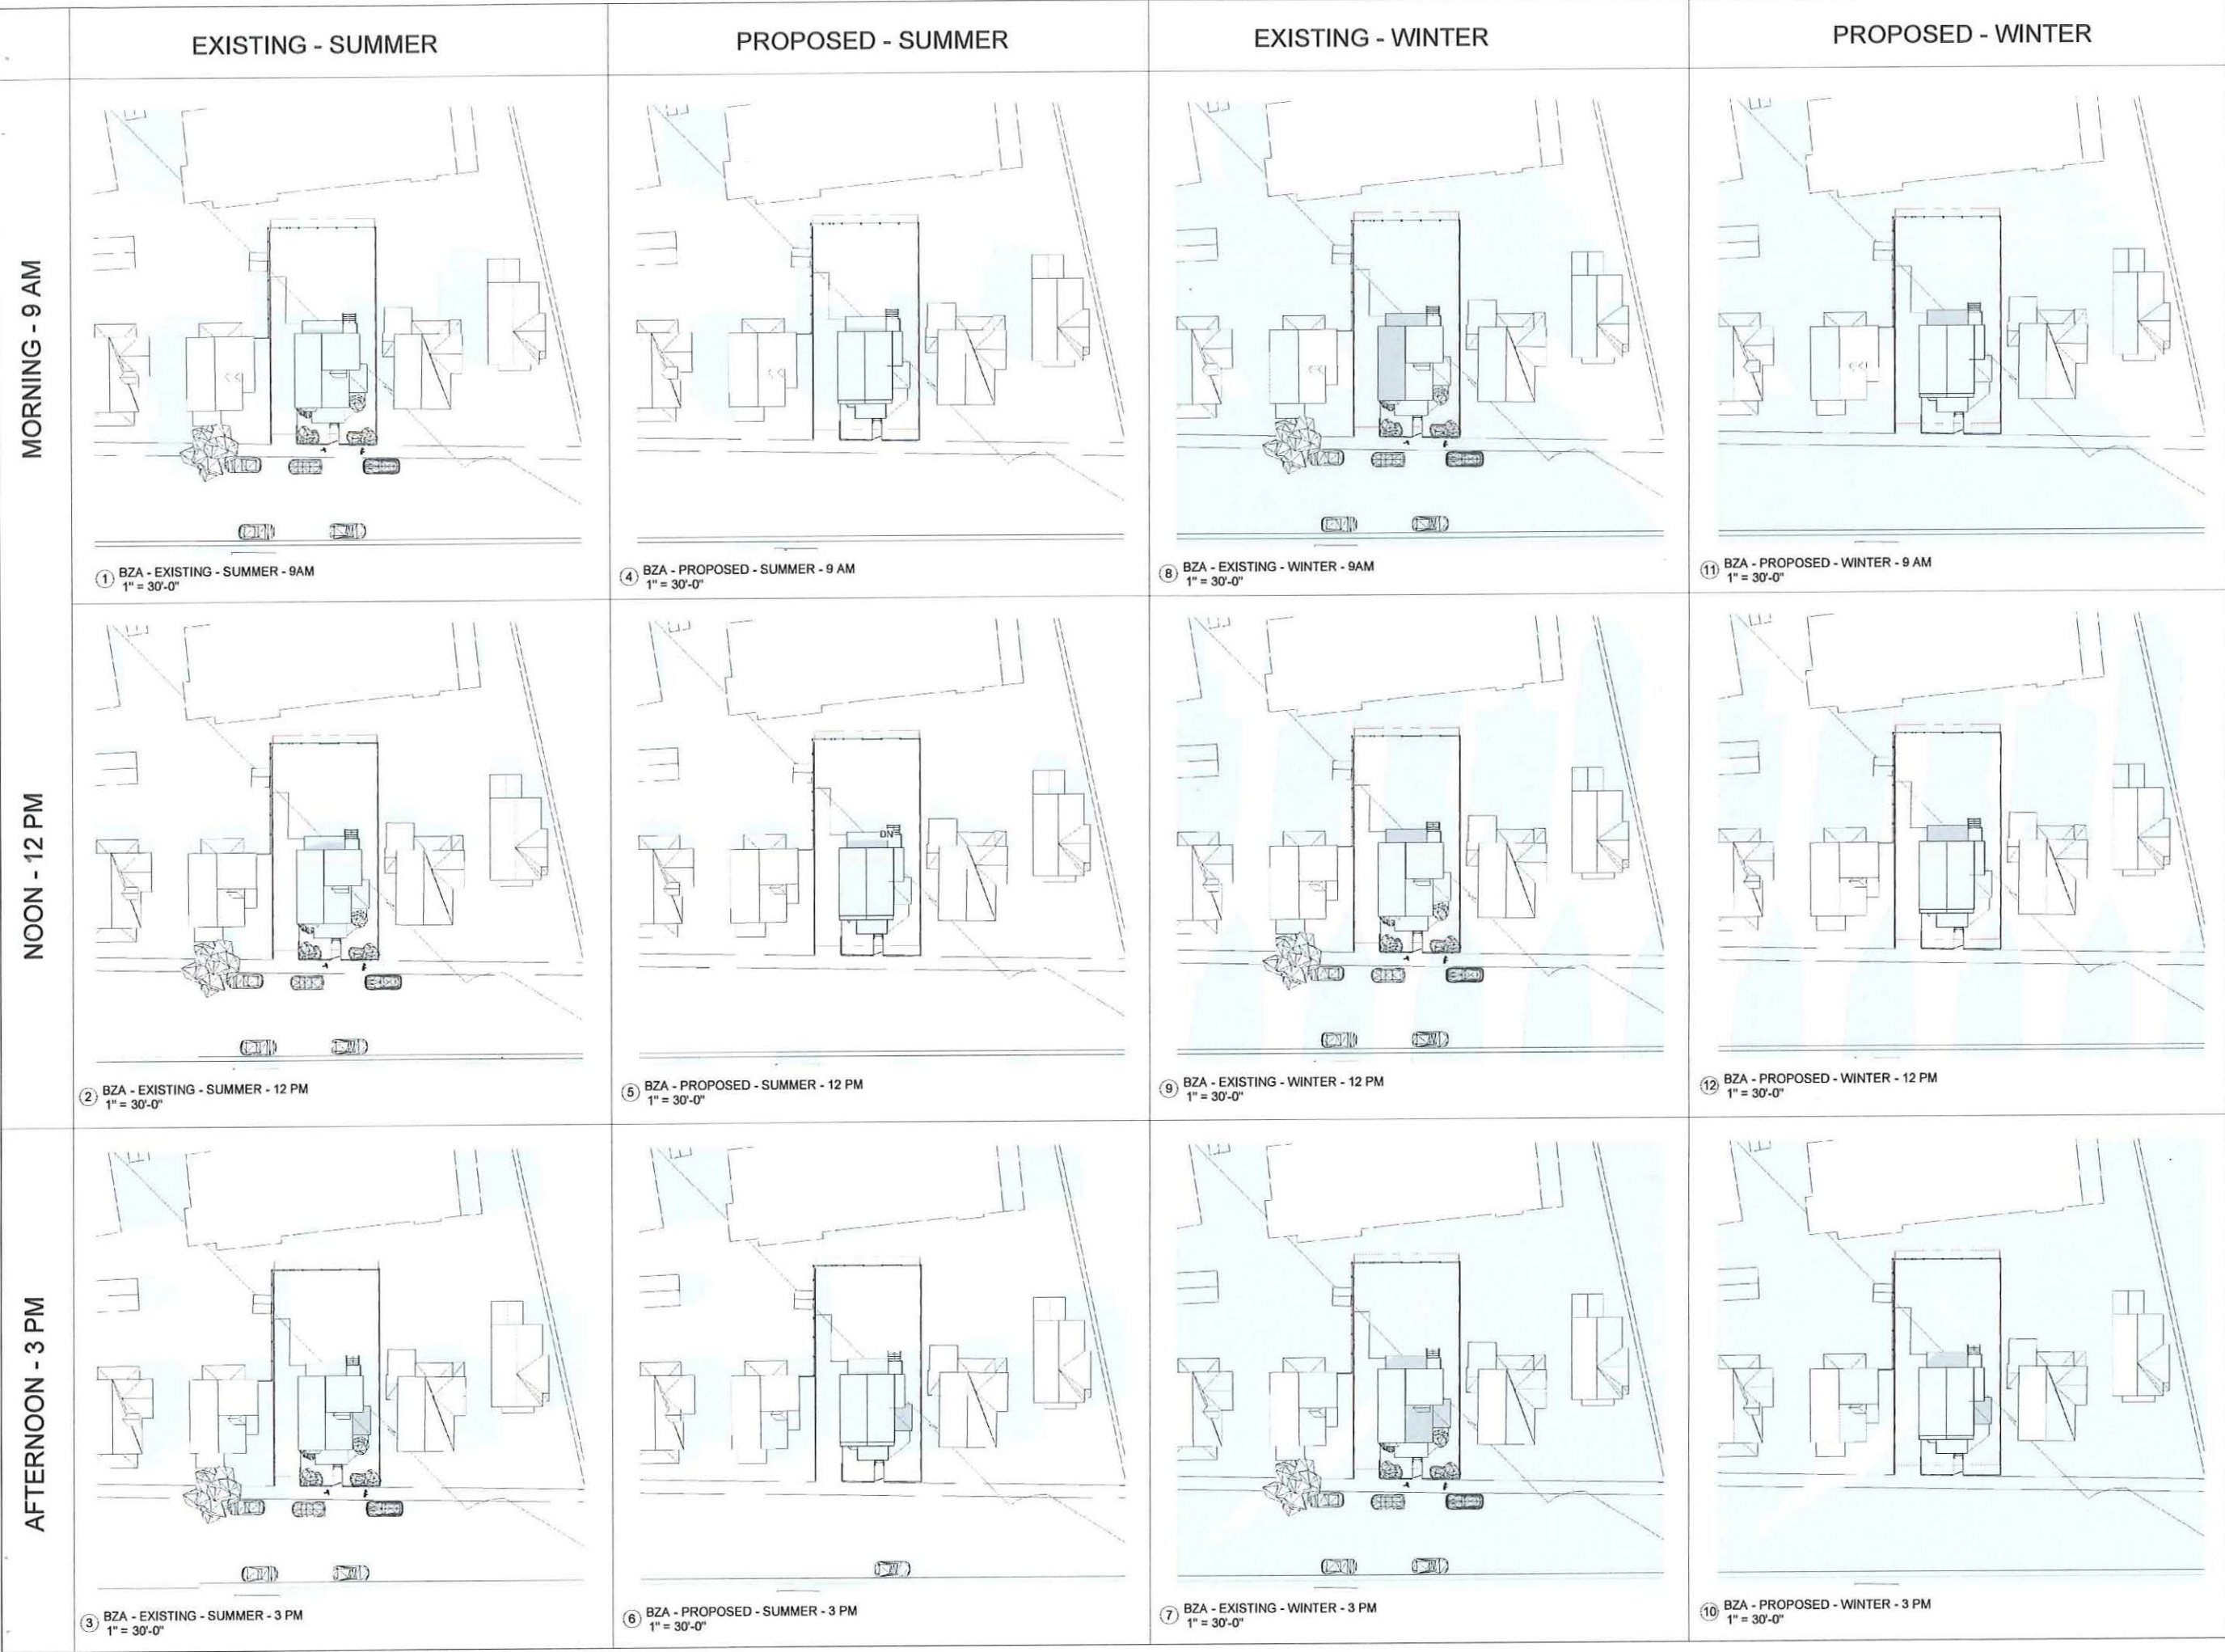 EXISTING - SUMMER
PROPOSED - SUMMER
EXISTING - WINTER
PROPOSED - WINTER
MORNING - 9 AM
1 BZA - EXISTING - SUMMER - 9AM
1" = 30'-0"
4 BZA - PROPOSED - SUMMER - 9 AM
1" = 30'-0"
8 BZA - EXISTING - WINTER - 9AM
1" = 30'-0"
11 BZA - PROPOSED - WINTER - 9 AM
1" = 30'-0"
NOON - 12 PM
DN
2 BZA - EXISTING - SUMMER - 12 PM
1" = 30'-0"
5 BZA - PROPOSED - SUMMER - 12 PM
1" = 30'-0"
9 BZA - EXISTING - WINTER - 12 PM
1" = 30'-0"
12 BZA - PROPOSED - WINTER - 12 PM
1" = 30'-0"
AFTERNOON - 3 PM
3 BZA - EXISTING - SUMMER - 3 PM
1" = 30'-0"
6 BZA - PROPOSED - SUMMER - 3 PM
1" = 30'-0"
7 BZA - EXISTING - WINTER - 3 PM
1" = 30'-0"
10 BZA - PROPOSED - WINTER - 3 PM
1" = 30'-0"